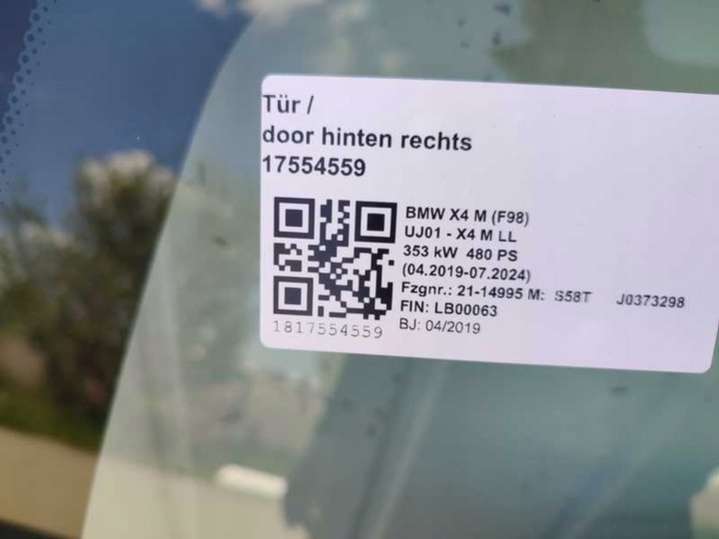 Tür /
door hinten rechts
17554559
BMW X4 M (F98)
UJ01 - X4 M LL
353 kW 480 PS
(04.2019-07.2024)
Fzgnr.: 21-14995 M: S58T J0373298
FIN: LB00063
BJ: 04/2019
1817554559